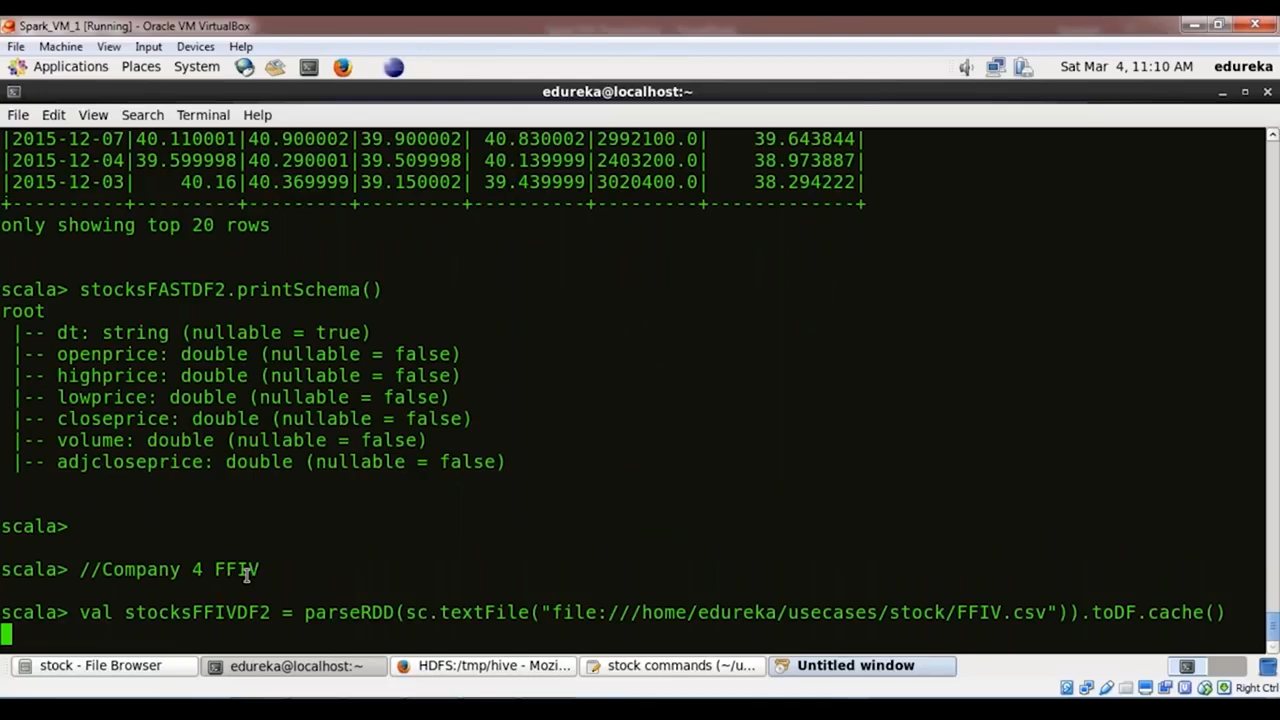 Spark_VM_1 [Running] - Oracle VM VirtualBox
File Machine View Input Devices Help
Applications Places System Sat Mar 4, 11:10 AM edureka
edureka@localhost:~
File Edit View Search Terminal Help
|2015-12-07|40.110001|40.900002|39.900002| 40.830002|2992100.0| 39.643844|
|2015-12-04|39.599998|40.290001|39.509998| 40.139999|2403200.0| 38.973887|
|2015-12-03| 40.16|40.369999|39.150002| 39.439999|3020400.0| 38.294222|
+----------+---------+---------+---------+----------+---------+-------------+
only showing top 20 rows
scala> stocksFASTDF2.printSchema()
root
|-- dt: string (nullable = true)
|-- openprice: double (nullable = false)
|-- highprice: double (nullable = false)
|-- lowprice: double (nullable = false)
|-- closeprice: double (nullable = false)
|-- volume: double (nullable = false)
|-- adjcloseprice: double (nullable = false)
scala>
scala> //Company 4 FFIV
scala> val stocksFFIVDF2 = parseRDD(sc.textFile("file:///home/edureka/usecases/stock/FFIV.csv")).toDF.cache()
stock - File Browser edureka@localhost:~ HDFS:/tmp/hive - Mozi... stock commands (~/u... Untitled window
Right Ctrl